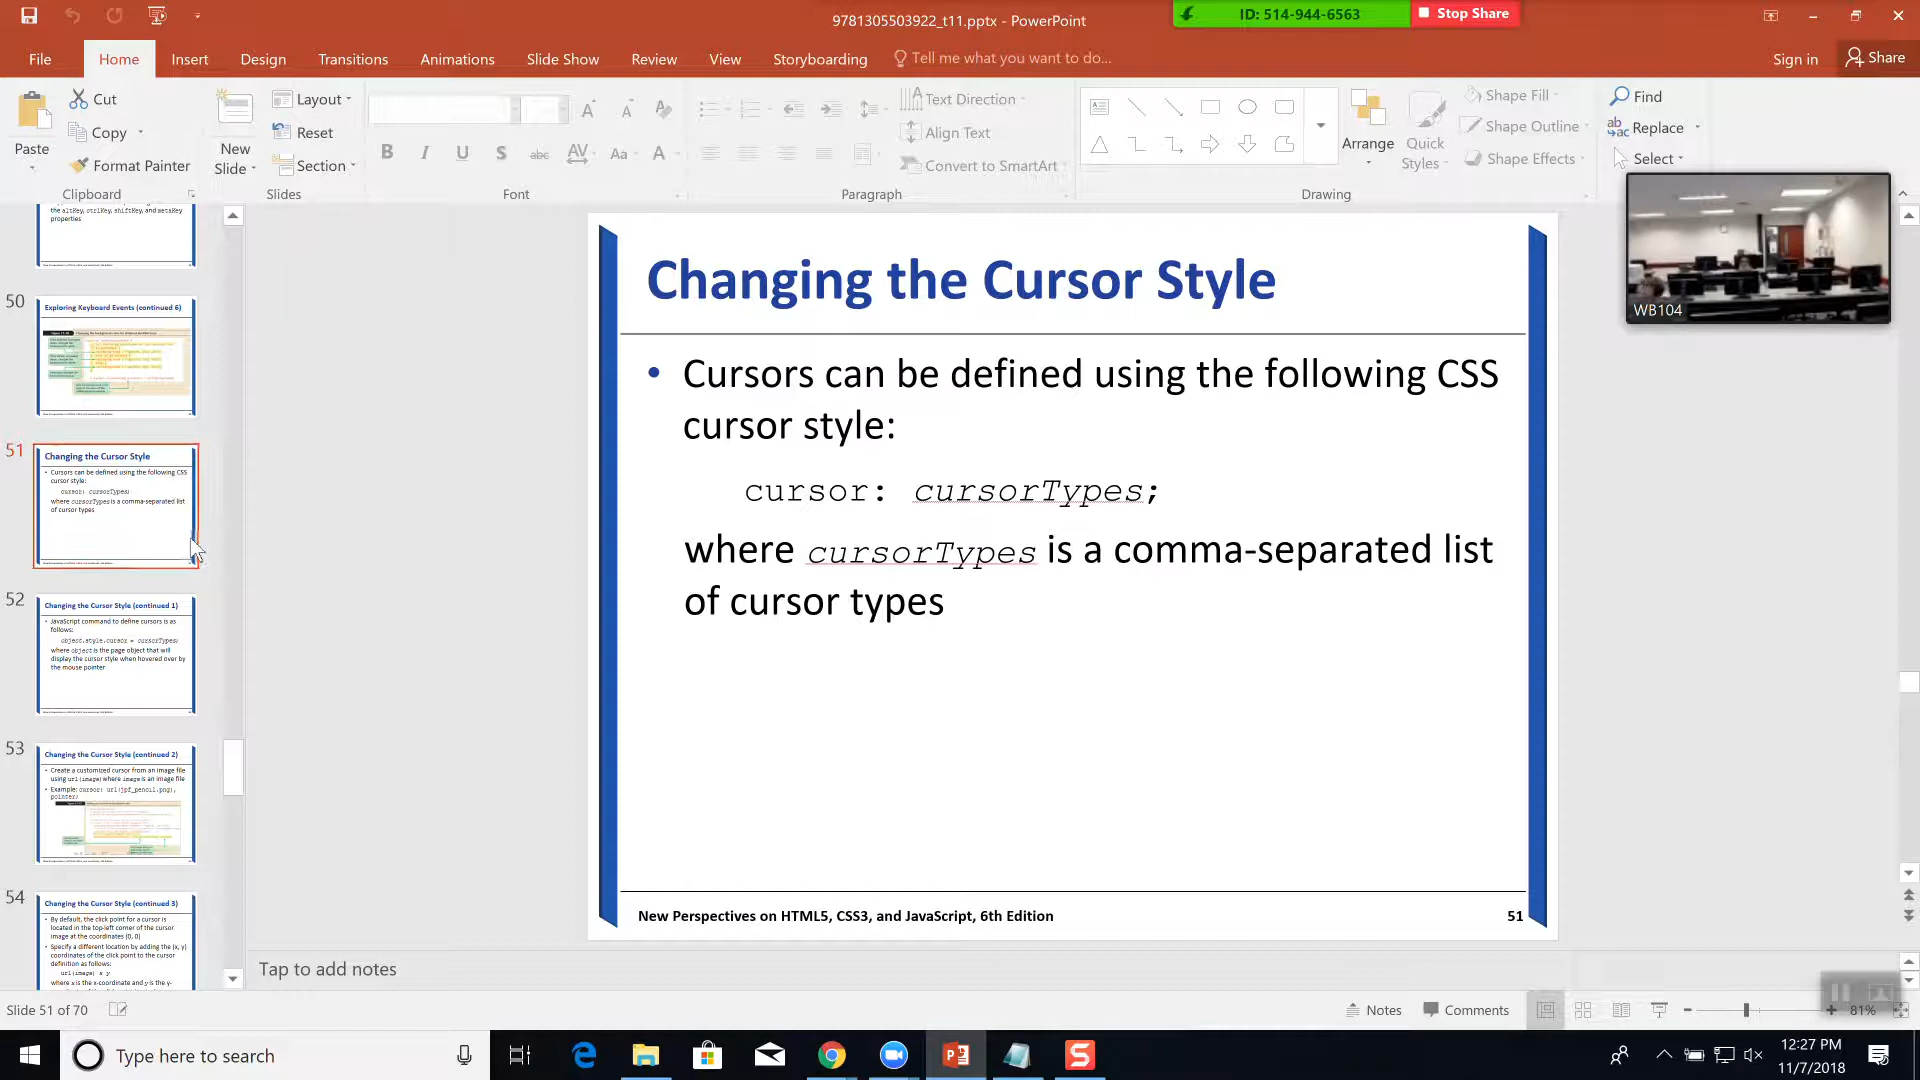 9781305503922_t11.pptx - PowerPoint
ID: 514-944-6563
Stop Share
File
Home
Insert
Design
Transitions
Animations
Slide Show
Review
View
Storyboarding
Tell me what you want to do...
Sign in
Share
Paste
Cut
Copy
Format Painter
Clipboard
New
Slide
Layout
Reset
Section
Slides
B I U S abc AV Aa A
Font
Text Direction
Align Text
Convert to SmartArt
Paragraph
Arrange
Quick
Styles
Shape Fill
Shape Outline
Shape Effects
Drawing
Find
Replace
Select
WB104
the altKey, ctrlKey, shiftKey, and metaKey
properties
50
Exploring Keyboard Events (continued 6)
51
Changing the Cursor Style
• Cursors can be defined using the following CSS
cursor style:
cursor: cursorTypes;
where cursorTypes is a comma-separated list
of cursor types
52
Changing the Cursor Style (continued 1)
• JavaScript command to define cursors is as
follows:
object.style.cursor = cursorTypes;
where object is the page object that will
display the cursor style when hovered over by
the mouse pointer
53
Changing the Cursor Style (continued 2)
• Create a customized cursor from an image file
using url(image) where image is an image file
• Example: cursor: url(jpf_pencil.png),
pointer;
54
Changing the Cursor Style (continued 3)
• By default, the click point for a cursor is
located in the top-left corner of the cursor
image at the coordinates (0, 0)
• Specify a different location by adding the (x, y)
coordinates of the click point to the cursor
definition as follows:
url(image) x y
where x is the x-coordinate and y is the y-
Changing the Cursor Style
• Cursors can be defined using the following CSS
cursor style:
cursor: cursorTypes;
where cursorTypes is a comma-separated list
of cursor types
New Perspectives on HTML5, CSS3, and JavaScript, 6th Edition
51
Tap to add notes
Slide 51 of 70
Notes
Comments
81%
Type here to search
12:27 PM
11/7/2018